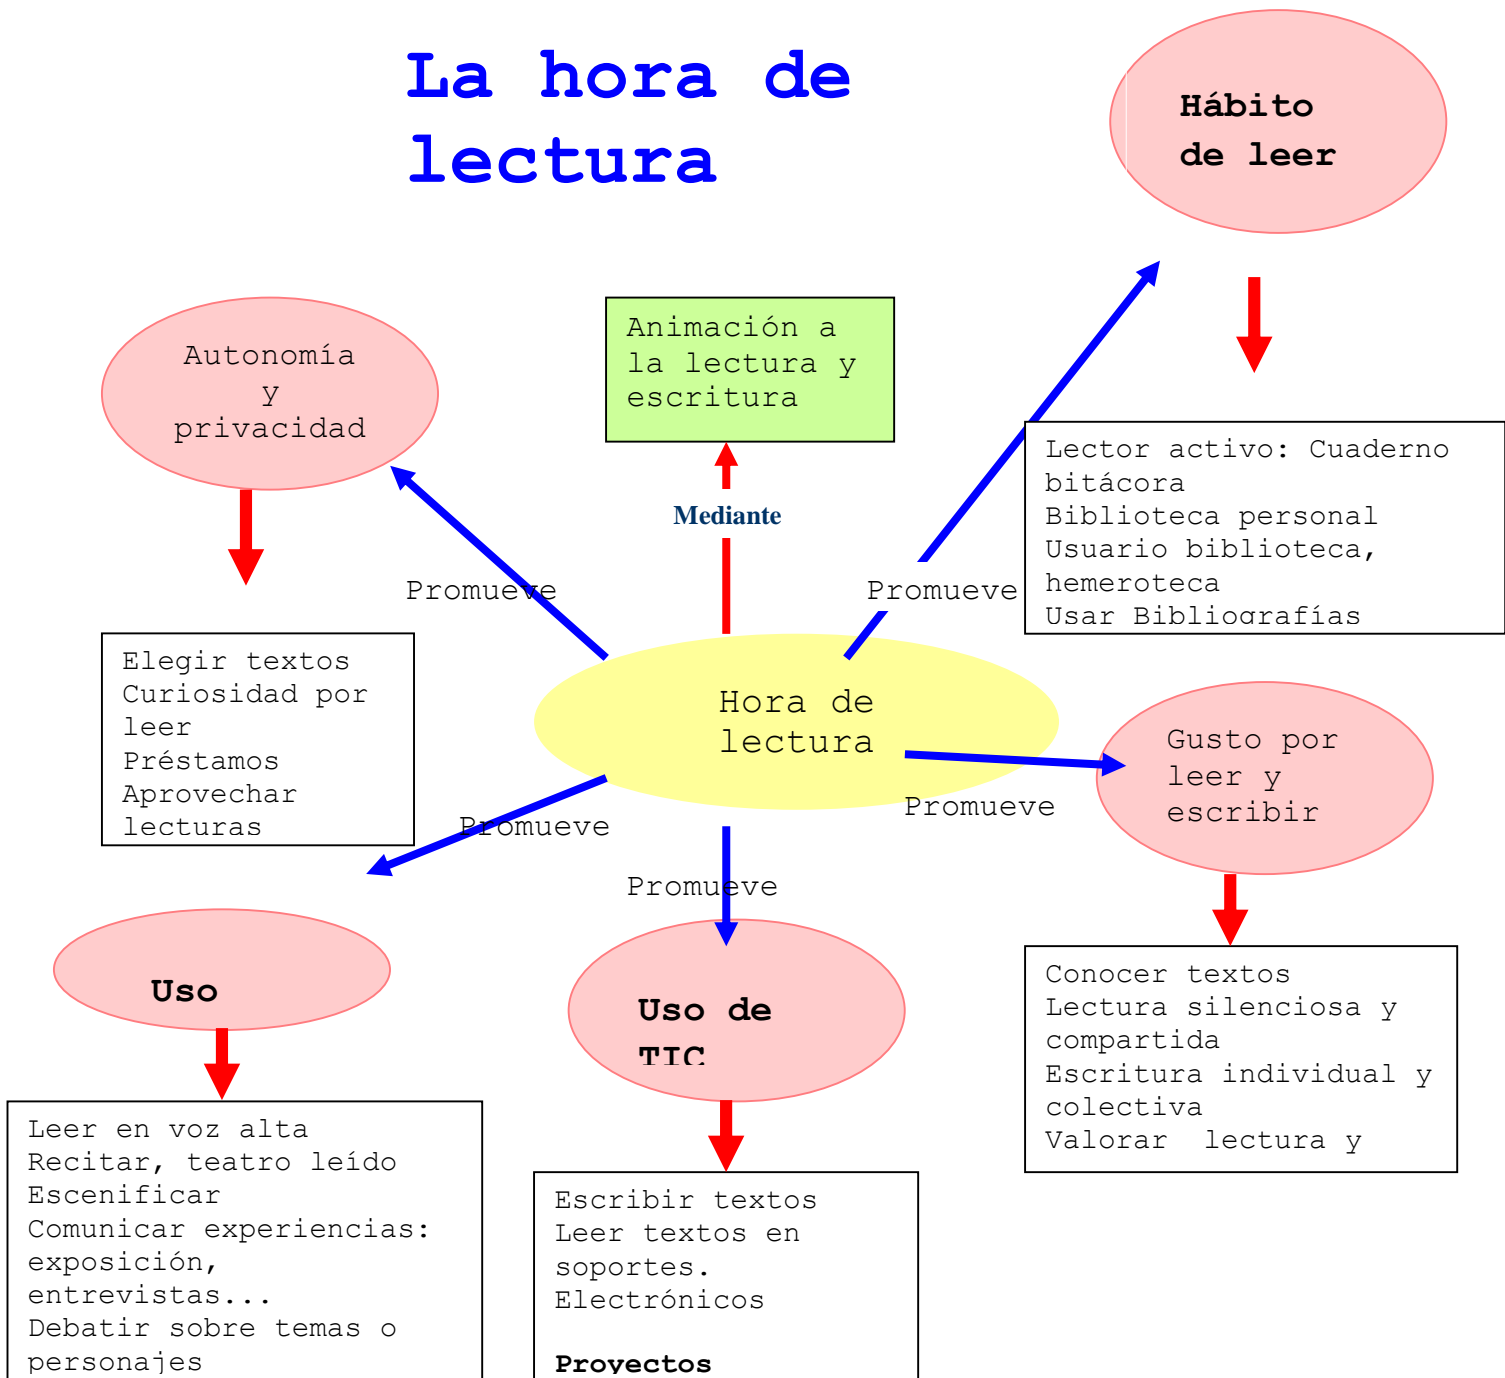 La hora de
lectura
Hábito
de leer
Autonomía
y
privacidad
Animación a
la lectura y
escritura
Lector activo: Cuaderno
bitácora
Biblioteca personal
Usuario biblioteca,
hemeroteca
Usar Bibliografías
Mediante
Promueve
Promueve
Elegir textos
Curiosidad por
leer
Préstamos
Aprovechar
lecturas
Hora de
lectura
Gusto por
leer y
escribir
Promueve
Promueve
Promueve
Uso
Uso de
TIC
Conocer textos
Lectura silenciosa y
compartida
Escritura individual y
colectiva
Valorar  lectura y
Leer en voz alta
Recitar, teatro leído
Escenificar
Comunicar experiencias:
exposición,
entrevistas...
Debatir sobre temas o
personajes
Escribir textos
Leer textos en
soportes.
Electrónicos
Proyectos